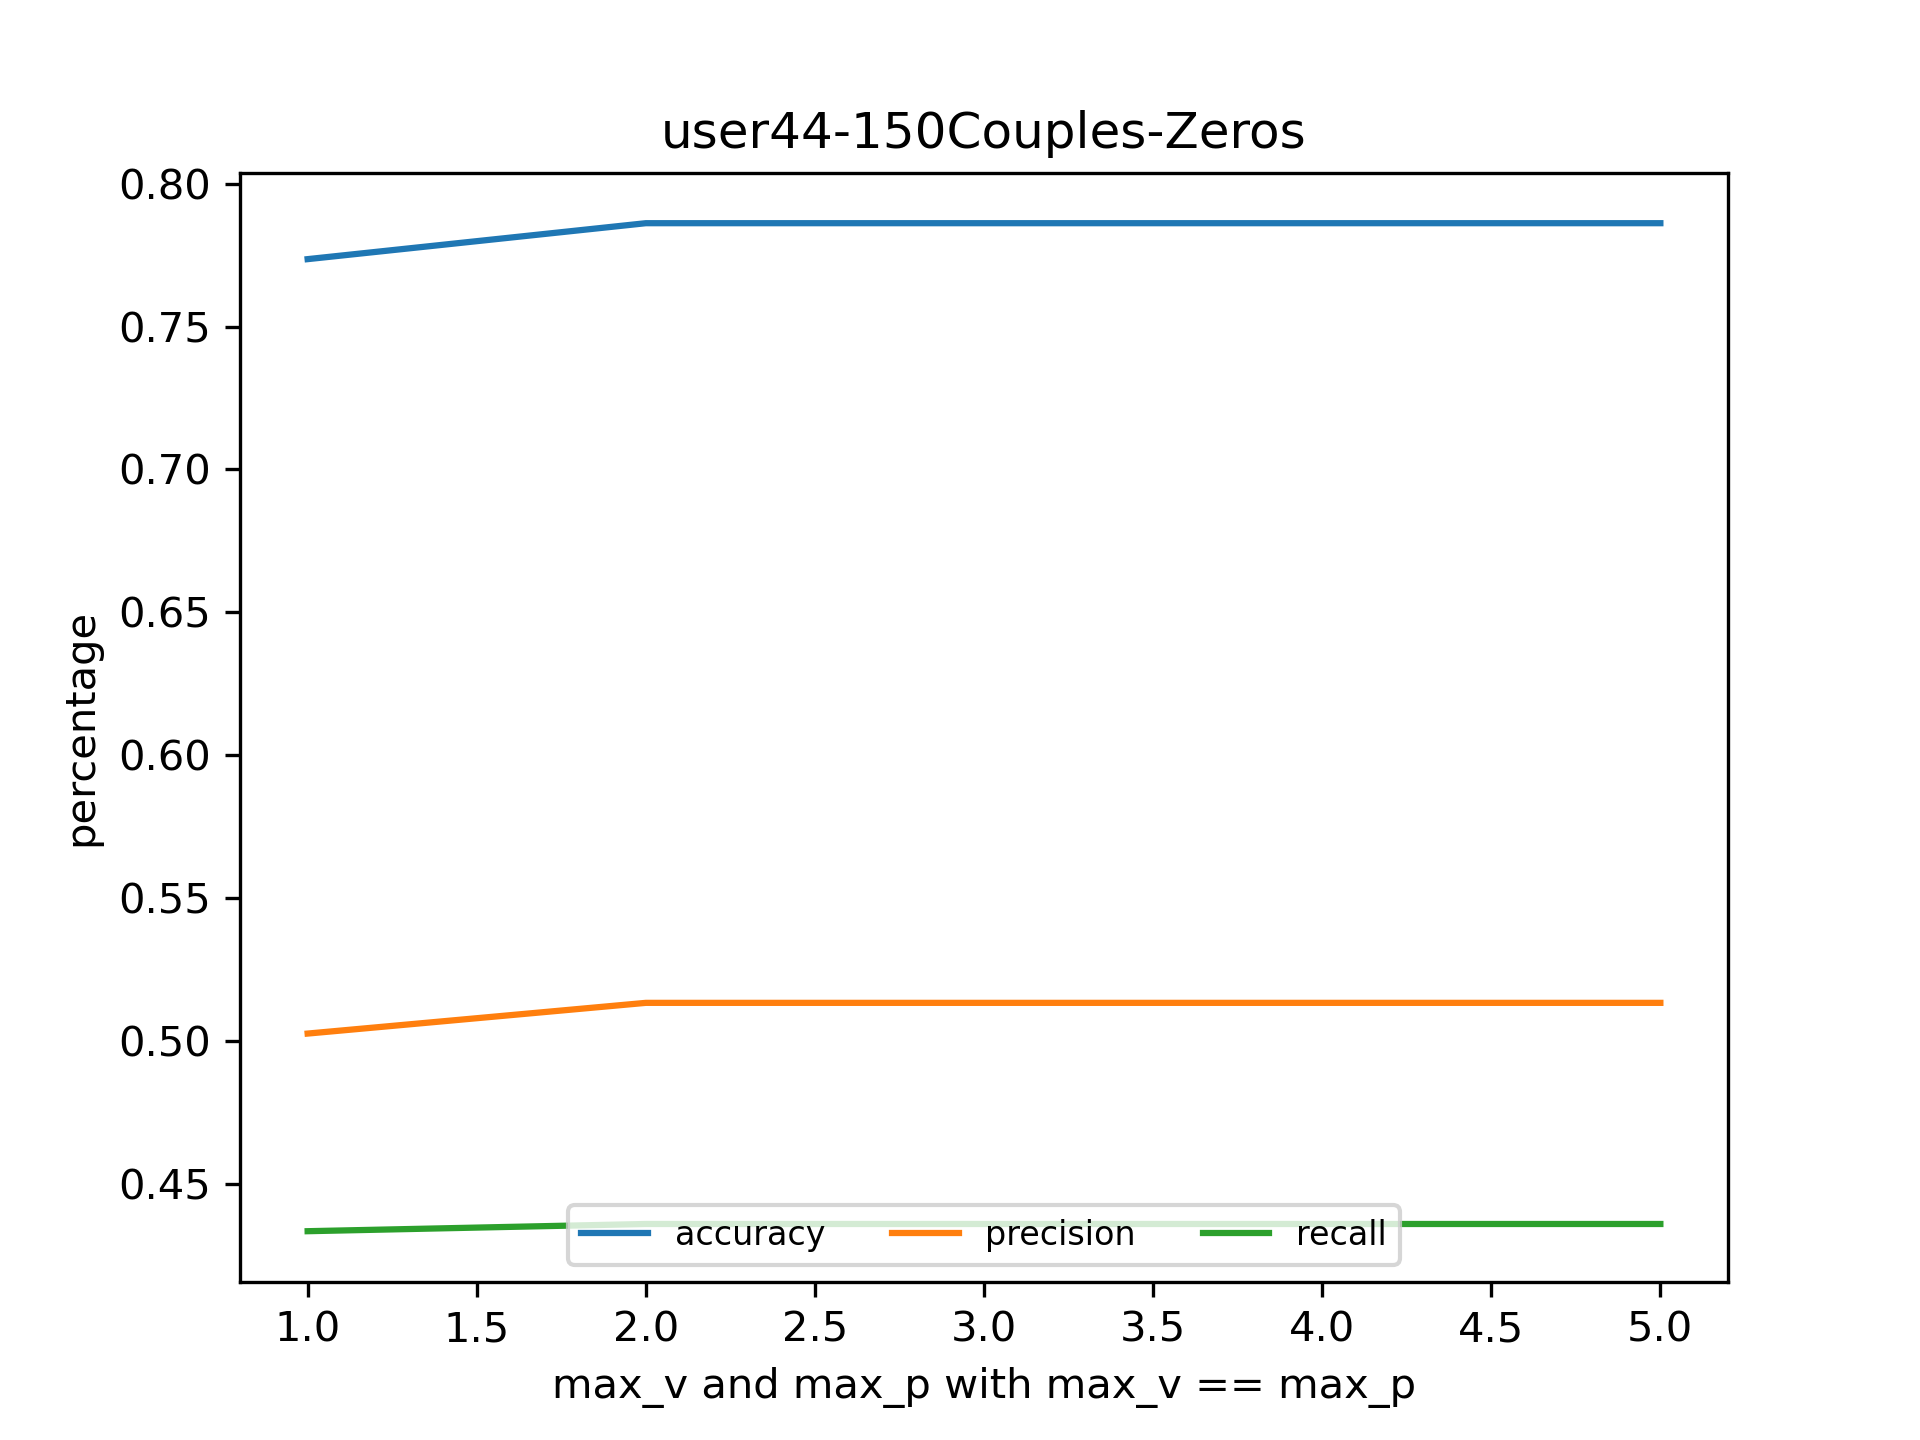 user44-150Couples-Zeros
0.80
0.75
0.70
0.65
0.60
0.55
0.50
0.45
percentage
accuracy precision recall
1.0 1.5 2.0 2.5 3.0 3.5 4.0 4.5 5.0
max_v and max_p with max_v == max_p